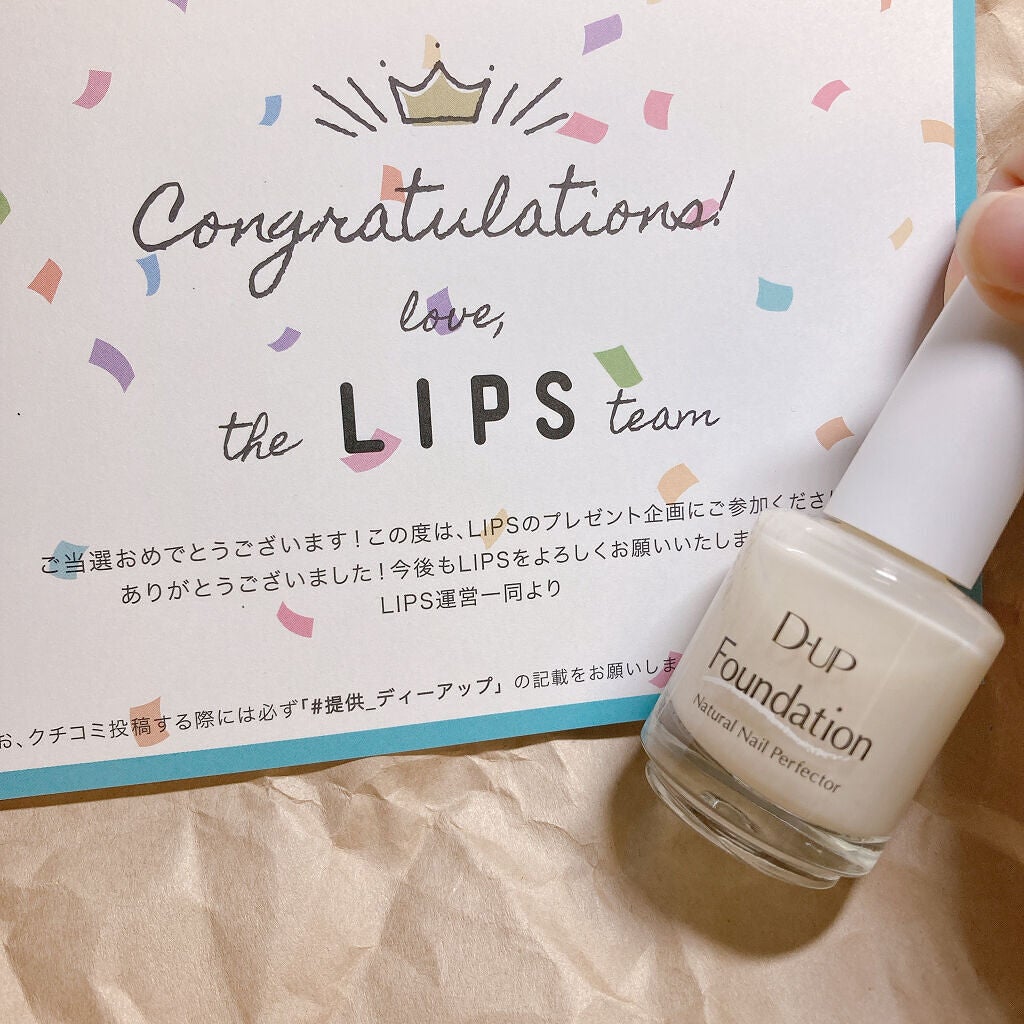 Congratulations!
love,
the LIPS team
ご当選おめでとうございます！この度は、LIPSのプレゼント企画にご参加くださ
ありがとうございました！今後もLIPSをよろしくお願いいたしま
LIPS運営一同より
お、クチコミ投稿する際には必ず「#提供_ディーアップ」の記載をお願いしま
D-UP
Foundation
Natural Nail Perfector